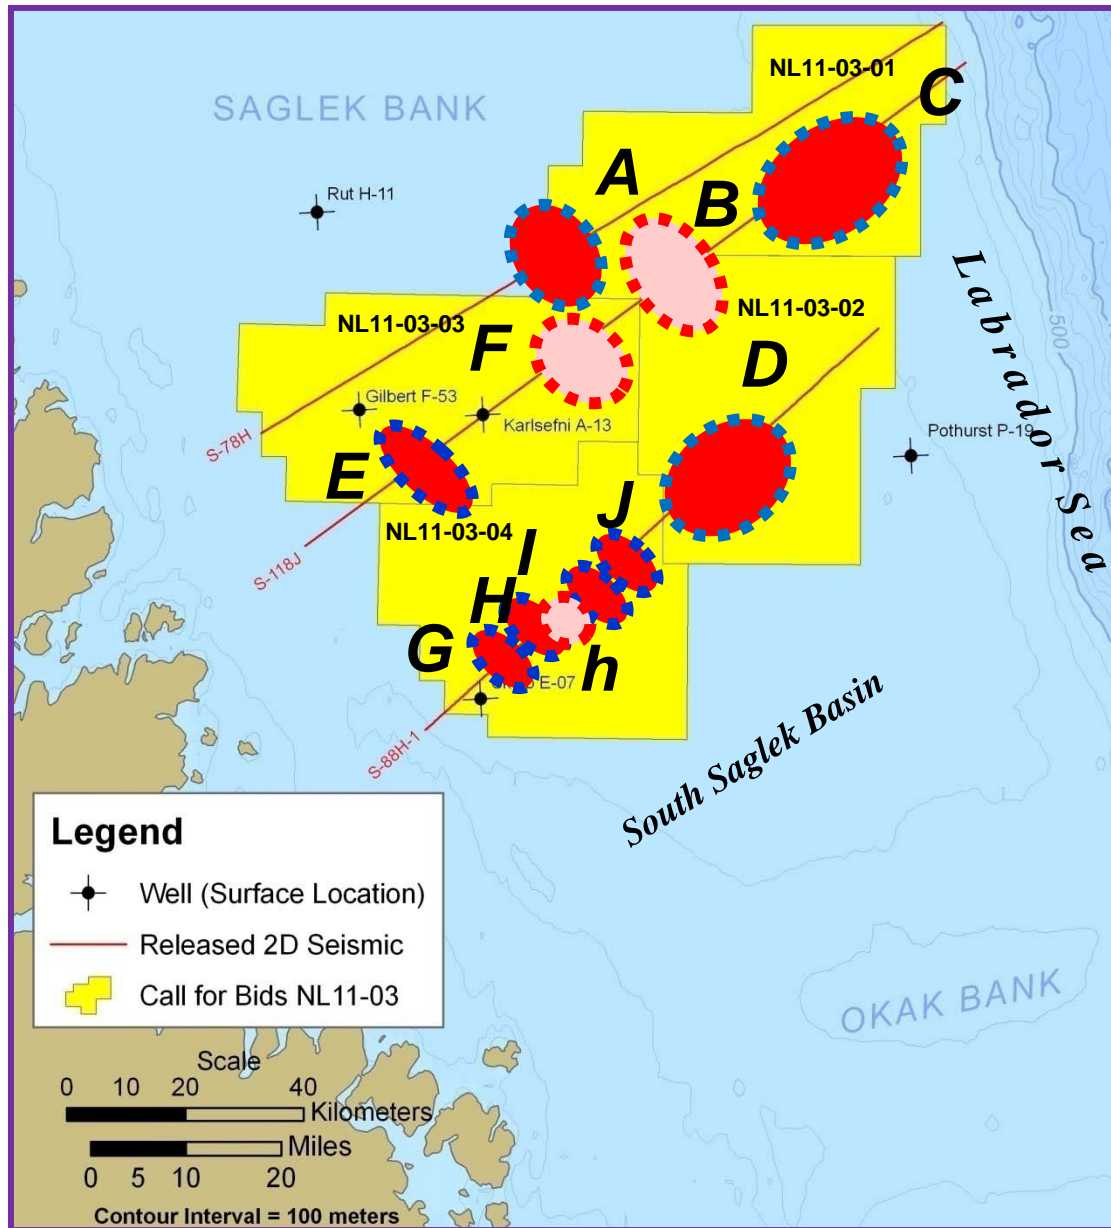 NL11-03-01
C
SAGLEK BANK
A
B
Rut H-11
Labrador Sea
NL11-03-02
NL11-03-03
500
F
D
Gilbert F-53
Karlsefni A-13
Pothurst P-19
S-78H
E
J
NL11-03-04
I
S-118J
H
G
h
E-07
South Saglek Basin
S-88H-1
Legend
Well (Surface Location)
Released 2D Seismic
Call for Bids NL11-03
OKAK BANK
Scale
0 10 20 40
Kilometers
Miles
0 5 10 20
Contour Interval = 100 meters